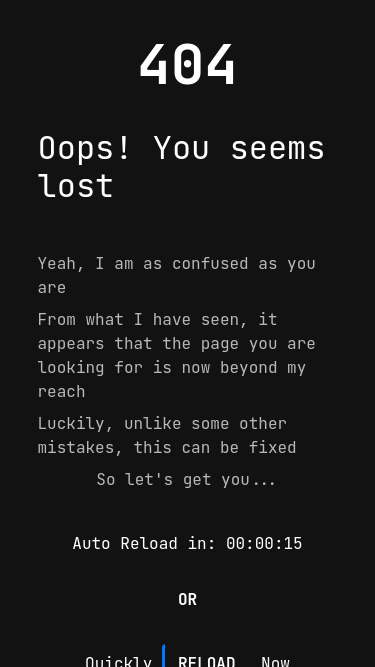 404
Oops! You seems
lost
Yeah, I am as confused as you
are
From what I have seen, it
appears that the page you are
looking for is now beyond my
reach
Luckily, unlike some other
mistakes, this can be fixed
So let's get you...
Auto Reload in: 00:00:15
OR
Quickly RELOAD Now